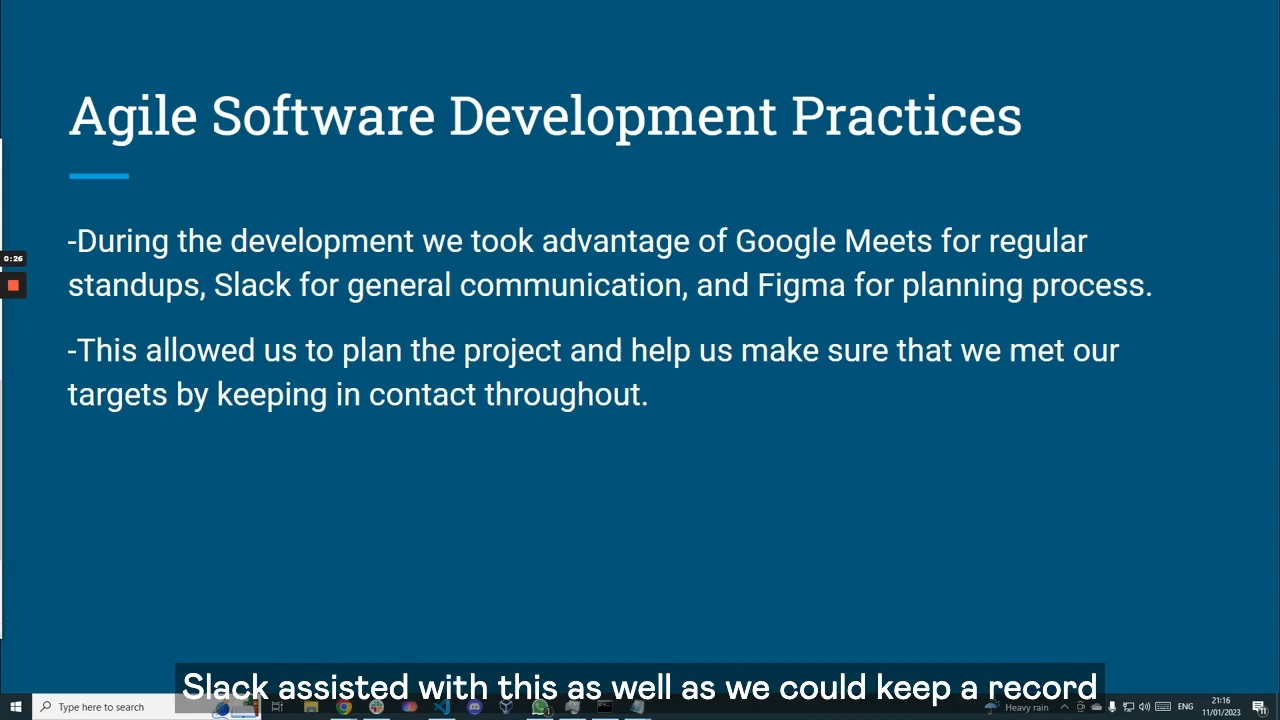 Agile Software Development Practices
-During the development we took advantage of Google Meets for regular
standups, Slack for general communication, and Figma for planning process.
0:26
-This allowed us to plan the project and help us make sure that we met our
targets by keeping in contact throughout.
Slack assisted with this as well as we could keep a record
Type here to search
Heavy rain
ENG
21:16
11/01/2023